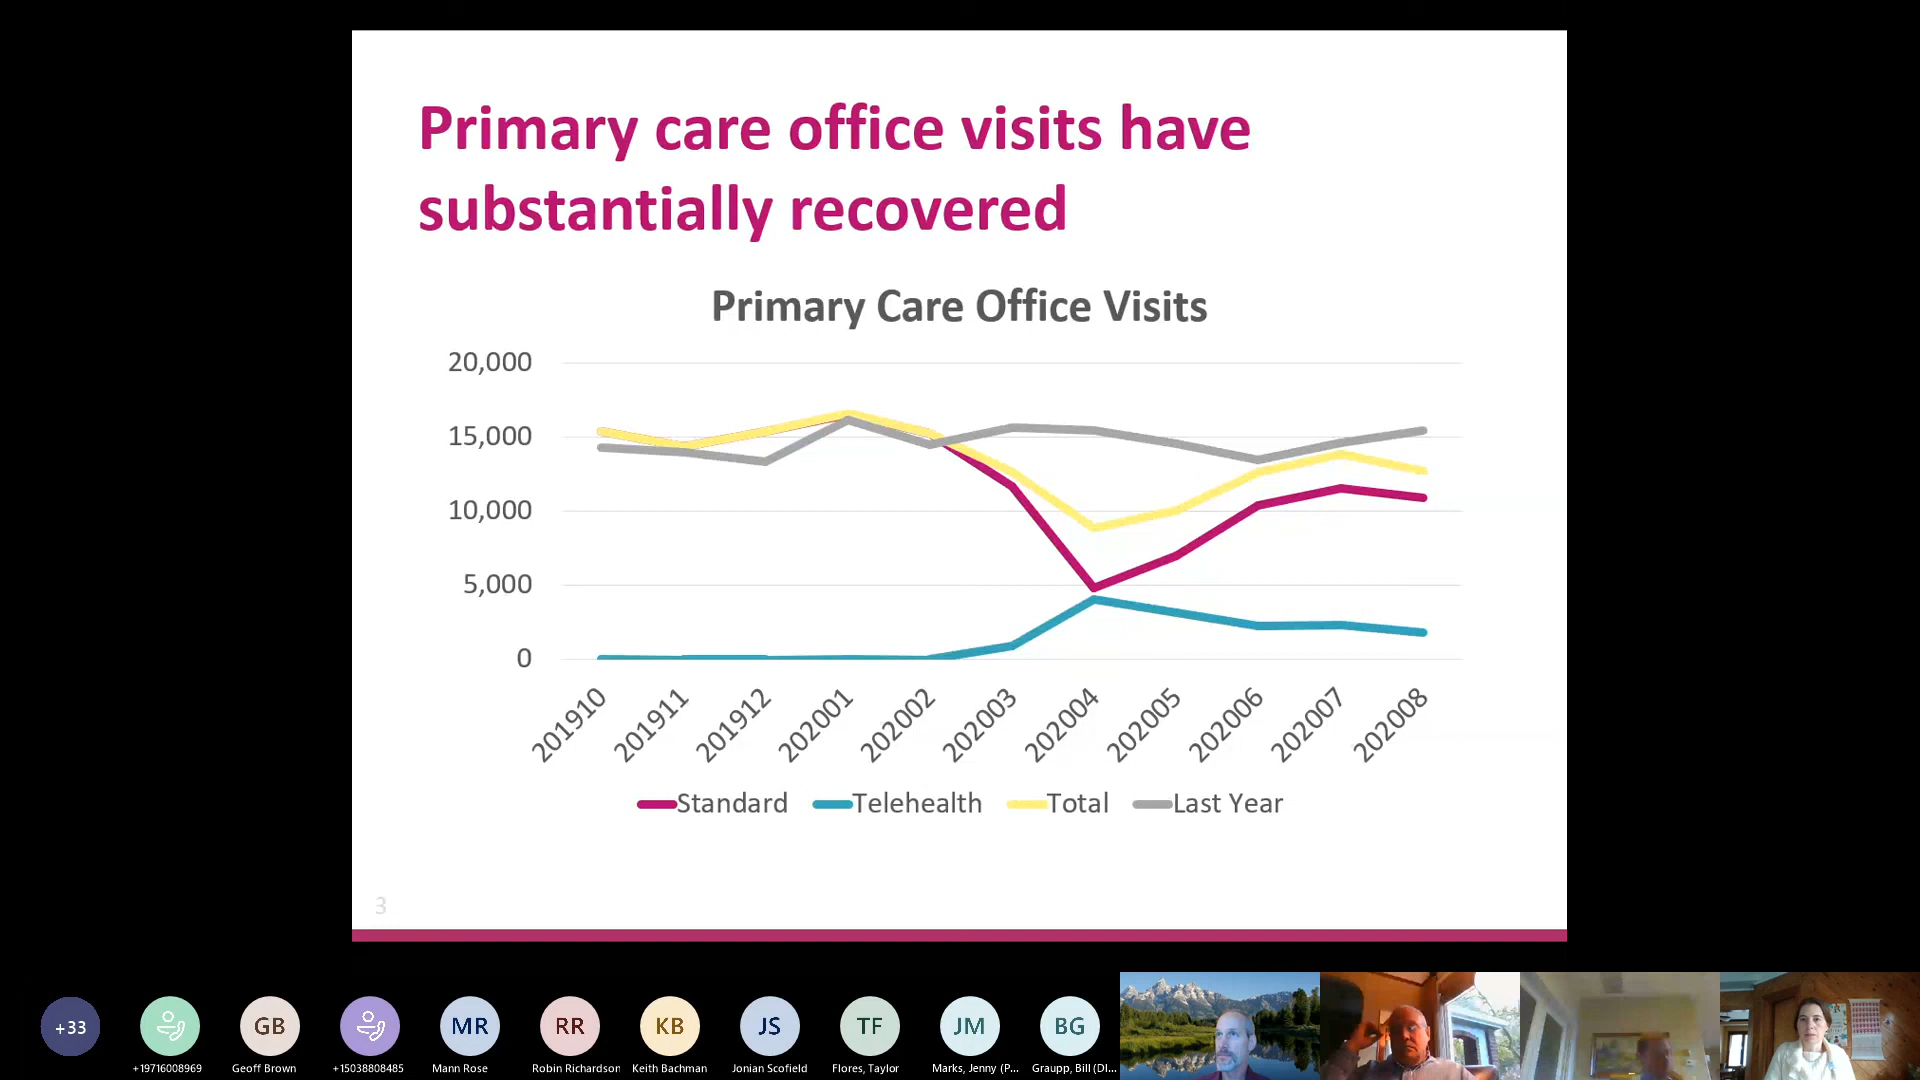 Primary care office visits have
substantially recovered
Primary Care Office Visits
20,000
15,000
10,000
5,000
0
201910
201911
201912
202001
202002
202003
202004
202005
202006
202007
202008
Standard
Telehealth
Total
Last Year
3
+33
GB
MR
RR
KB
JS
TF
JM
BG
+19716008969
Geoff Brown
+15038808485
Mann Rose
Robin Richardson
Keith Bachman
Jonian Scofield
Flores, Taylor
Marks, Jenny (P...
Graupp, Bill (DI...